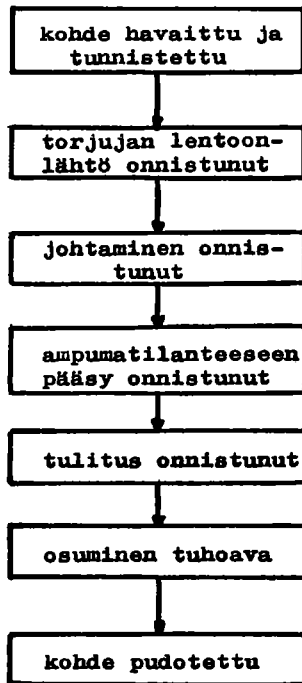 kohde havaittu ja
tunnistettu
torjujan lentoon-
lähtö onnistunut
johtaminen onnis-
tunut
ampumatilanteeseen
pääsy onnistunut
tulitus onnistunut
osuminen tuhoava
kohde pudotettu